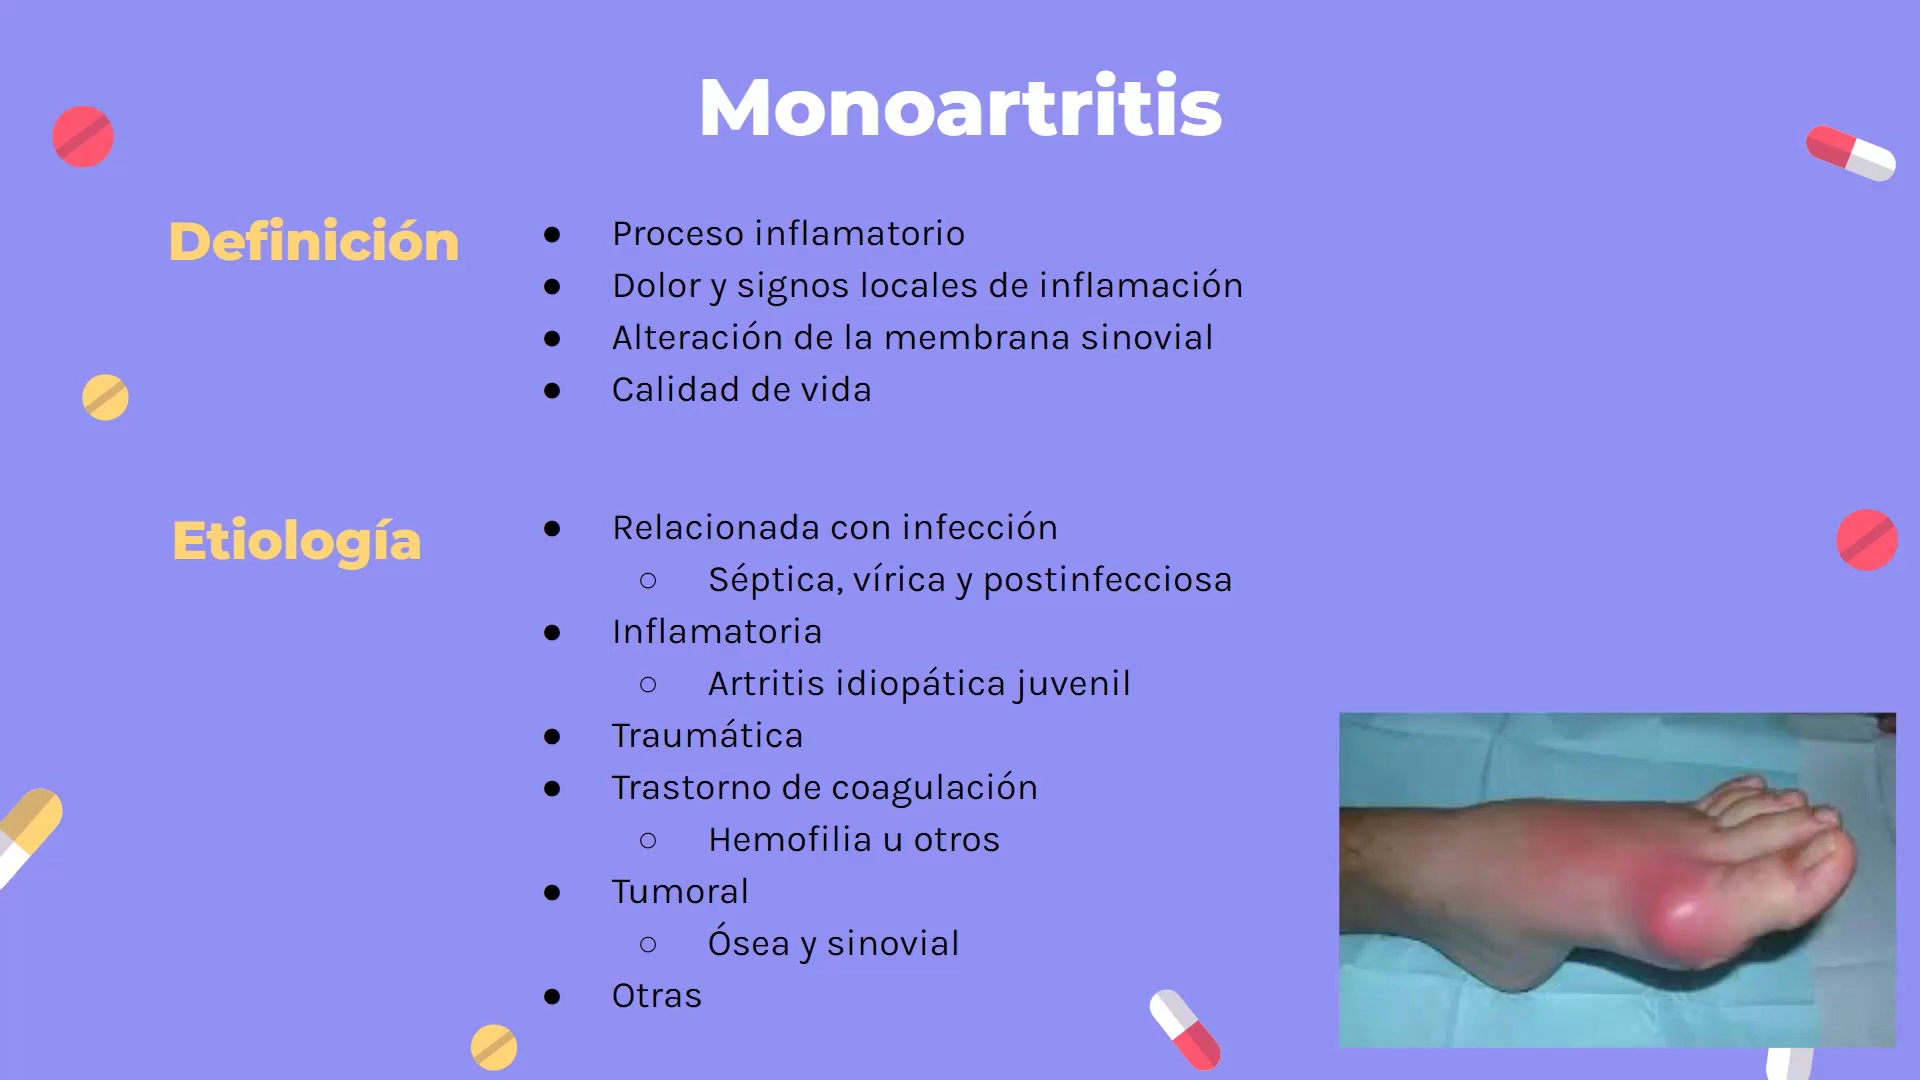 Monoartritis
Definición
● Proceso inflamatorio
● Dolor y signos locales de inflamación
● Alteración de la membrana sinovial
● Calidad de vida
Etiología
● Relacionada con infección
○ Séptica, vírica y postinfecciosa
● Inflamatoria
○ Artritis idiopática juvenil
● Traumática
● Trastorno de coagulación
○ Hemofilia u otros
● Tumoral
○ Ósea y sinovial
● Otras